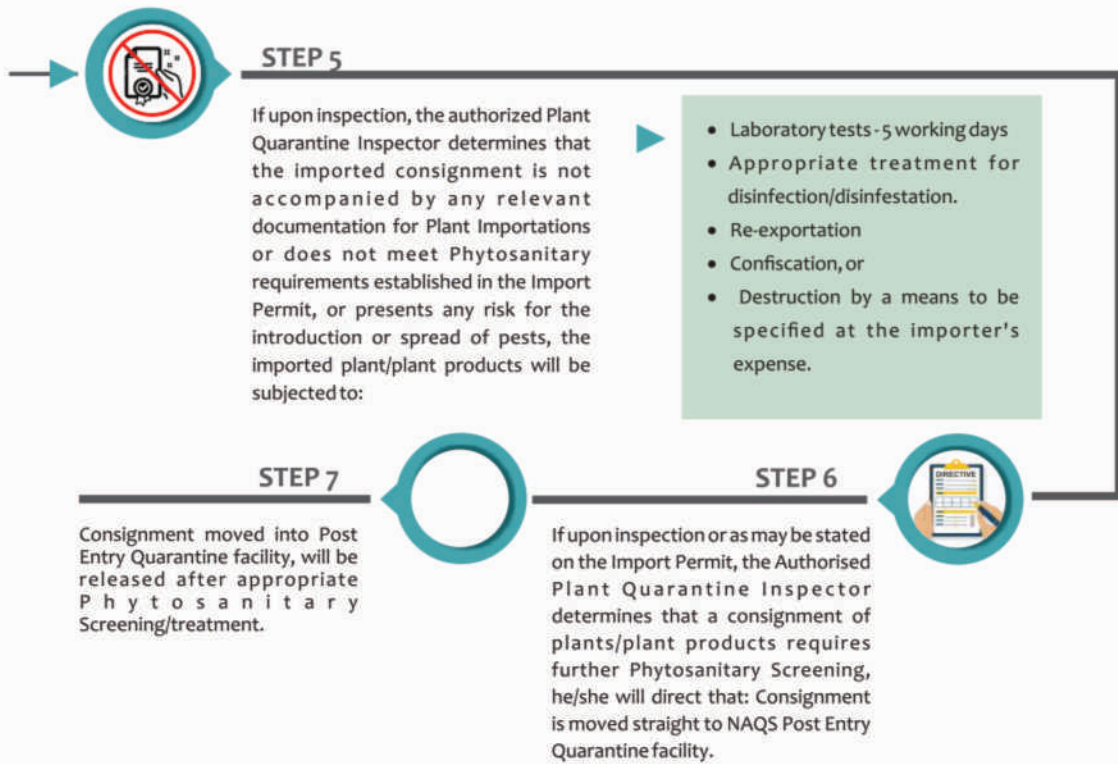 STEP 5
If upon inspection, the authorized Plant
Quarantine Inspector determines that
the imported consignment is not
accompanied by any relevant
documentation for Plant Importations
or does not meet Phytosanitary
requirements established in the Import
Permit, or presents any risk for the
introduction or spread of pests, the
imported plant/plant products will be
subjected to:
• Laboratory tests - 5 working days
• Appropriate treatment for
disinfection/disinfestation.
• Re-exportation
• Confiscation, or
• Destruction by a means to be
specified at the importer's
expense.
STEP 6
DIRECTIVE
If upon inspection or as may be stated
on the Import Permit, the Authorised
Plant Quarantine Inspector
determines that a consignment of
plants/plant products requires
further Phytosanitary Screening,
he/she will direct that: Consignment
is moved straight to NAQS Post Entry
Quarantine facility.
STEP 7
Consignment moved into Post
Entry Quarantine facility, will be
released after appropriate
Phytosanitary
Screening/treatment.